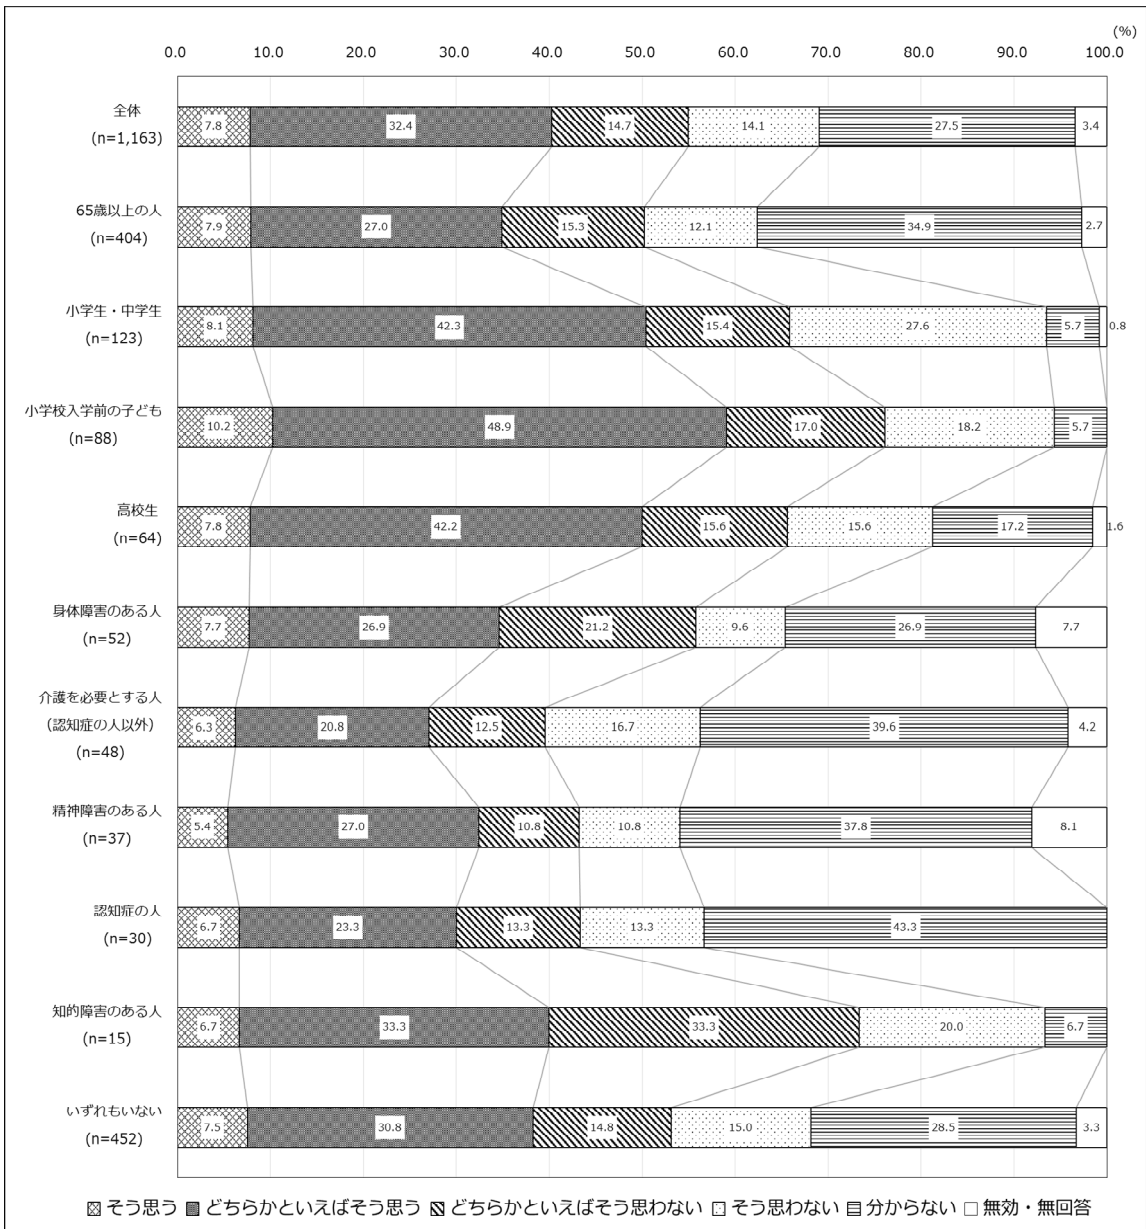 (%)
0.0 10.0 20.0 30.0 40.0 50.0 60.0 70.0 80.0 90.0 100.0
全体
(n=1,163)
7.8 32.4 14.7 14.1 27.5 3.4
65歳以上の人
(n=404)
7.9 27.0 15.3 12.1 34.9 2.7
小学生・中学生
(n=123)
8.1 42.3 15.4 27.6 5.7 0.8
小学校入学前の子ども
(n=88)
10.2 48.9 17.0 18.2 5.7
高校生
(n=64)
7.8 42.2 15.6 15.6 17.2 1.6
身体障害のある人
(n=52)
7.7 26.9 21.2 9.6 26.9 7.7
介護を必要とする人
(認知症の人以外)
(n=48)
6.3 20.8 12.5 16.7 39.6 4.2
精神障害のある人
(n=37)
5.4 27.0 10.8 10.8 37.8 8.1
認知症の人
(n=30)
6.7 23.3 13.3 13.3 43.3
知的障害のある人
(n=15)
6.7 33.3 33.3 20.0 6.7
いずれもいない
(n=452)
7.5 30.8 14.8 15.0 28.5 3.3
そう思う どちらかといえばそう思う どちらかといえばそう思わない そう思わない 分からない 無効・無回答